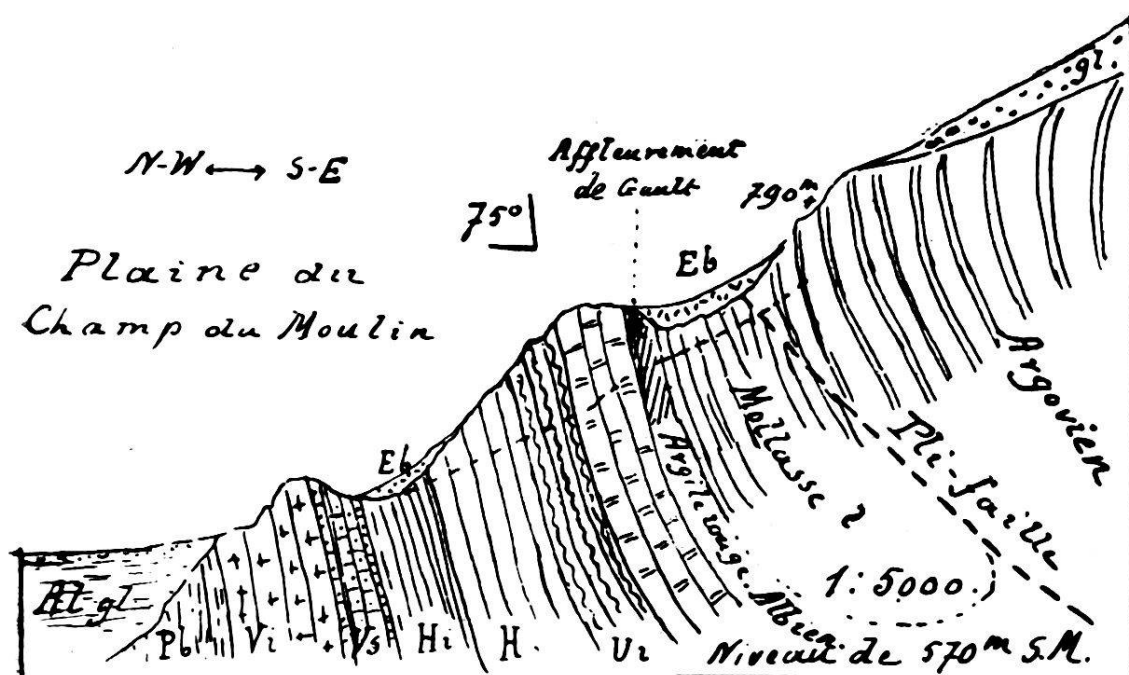 gl.
N-W ⟷ S-E
Affleurement
de Gault
790m
75°
Eb
Plaine du
Champ du Moulin
Eb
Argovien
Mollasse ?
Pli-faille
Argile rouge. Albien.
1:5000.
Al-gl
Pb Vi Vs Hi H. U2
Niveau de 570m S.M.